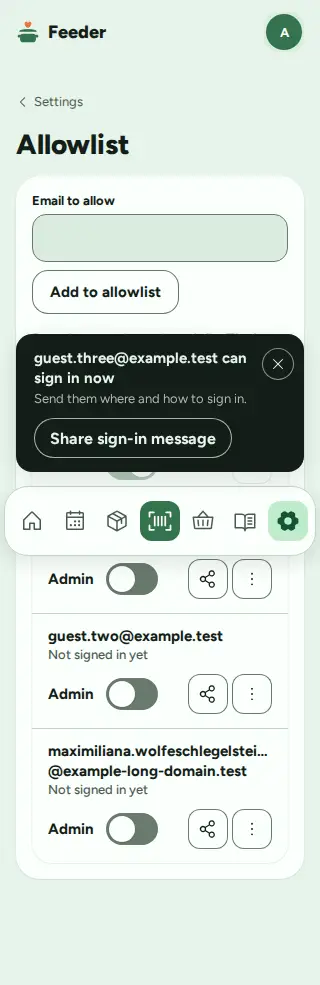 Feeder
A
Settings
Allowlist
Email to allow
Add to allowlist
guest.three@example.test can
sign in now
Send them where and how to sign in.
Share sign-in message
Admin
guest.two@example.test
Not signed in yet
Admin
maximiliana.wolfeschlegelstei...
@example-long-domain.test
Not signed in yet
Admin